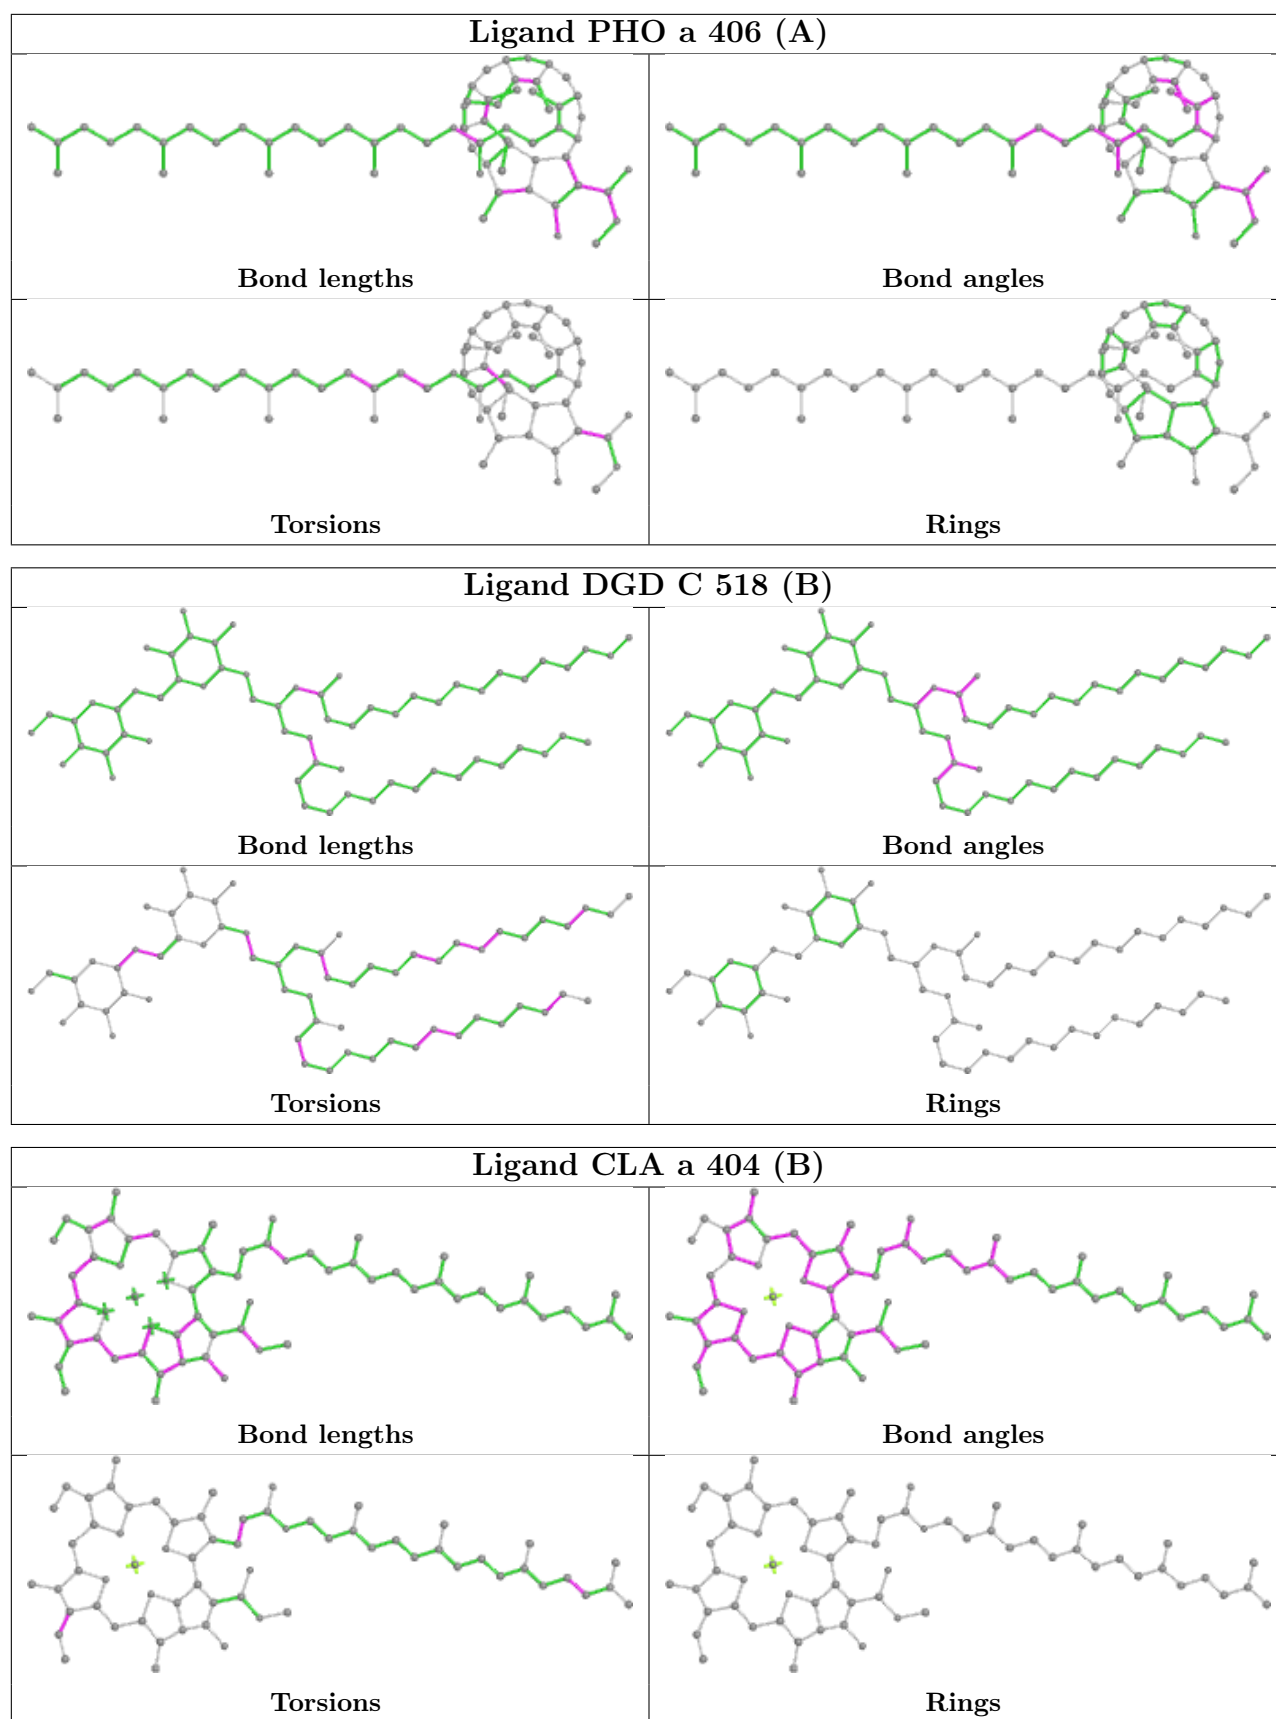 Ligand PHO a 406 (A)
Bond lengths
Bond angles
Torsions
Rings
Ligand DGD C 518 (B)
Bond lengths
Bond angles
Torsions
Rings
Ligand CLA a 404 (B)
Bond lengths
Bond angles
Torsions
Rings